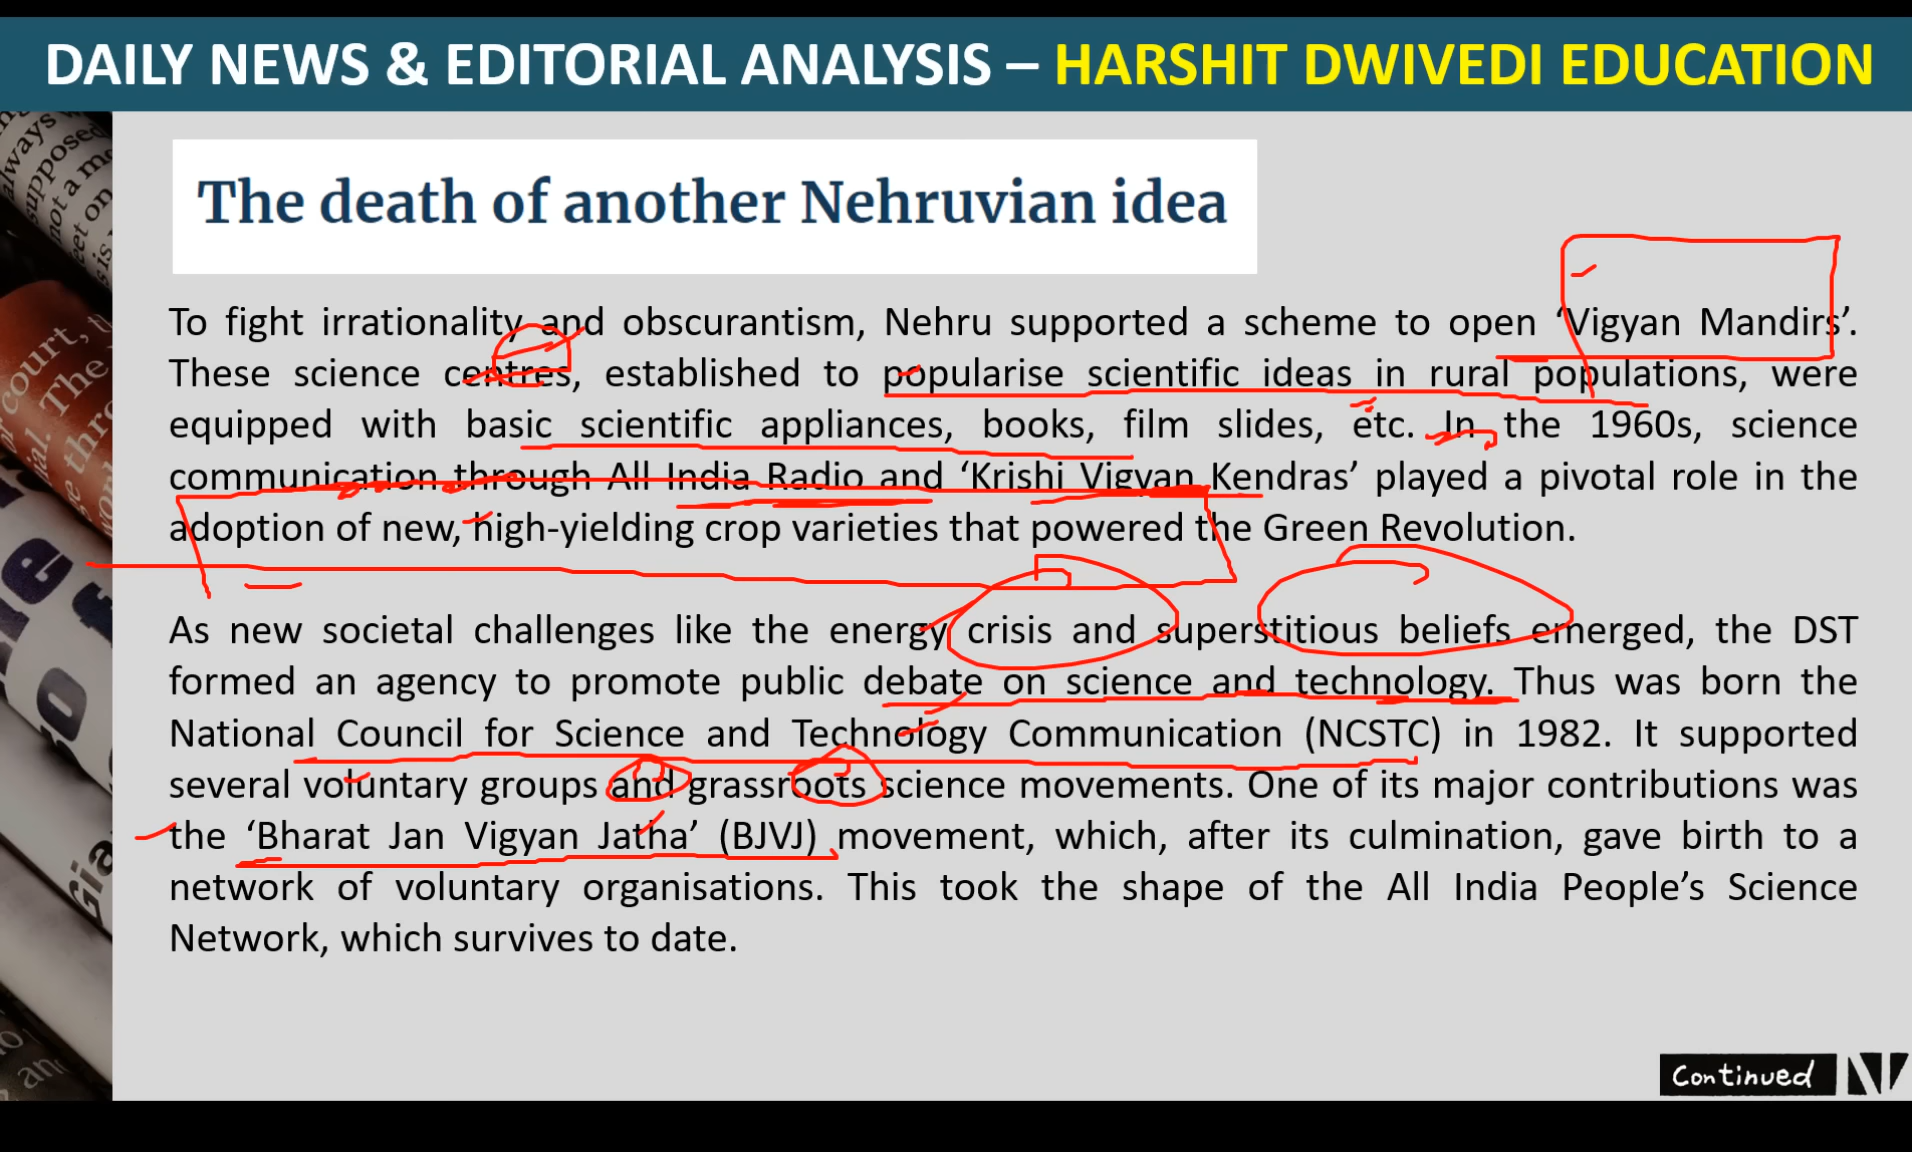 DAILY NEWS & EDITORIAL ANALYSIS – HARSHIT DWIVEDI EDUCATION
The death of another Nehruvian idea
To fight irrationality and obscurantism, Nehru supported a scheme to open ‘Vigyan Mandirs’.
These science centres, established to popularise scientific ideas in rural populations, were
equipped with basic scientific appliances, books, film slides, etc. In the 1960s, science
communication through All India Radio and ‘Krishi Vigyan Kendras’ played a pivotal role in the
adoption of new, high-yielding crop varieties that powered the Green Revolution.
As new societal challenges like the energy crisis and superstitious beliefs emerged, the DST
formed an agency to promote public debate on science and technology. Thus was born the
National Council for Science and Technology Communication (NCSTC) in 1982. It supported
several voluntary groups and grassroots science movements. One of its major contributions was
the ‘Bharat Jan Vigyan Jatha’ (BJVJ) movement, which, after its culmination, gave birth to a
network of voluntary organisations. This took the shape of the All India People’s Science
Network, which survives to date.
Continued